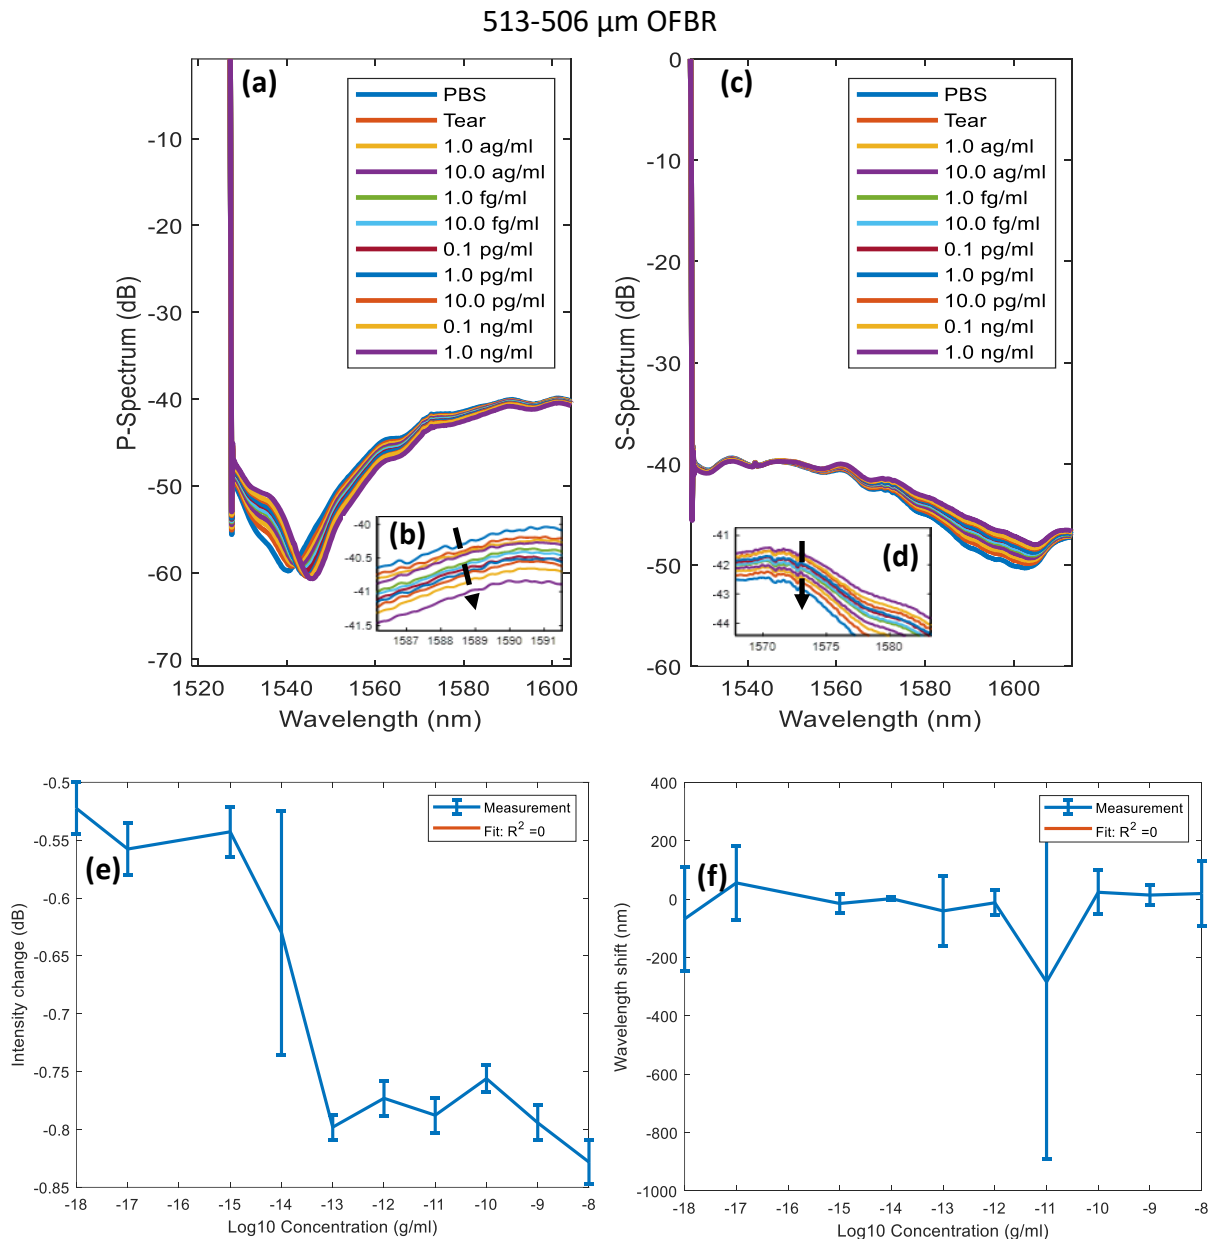 513-506 µm OFBR
(a)
PBS
Tear
1.0 ag/ml
10.0 ag/ml
1.0 fg/ml
10.0 fg/ml
0.1 pg/ml
1.0 pg/ml
10.0 pg/ml
0.1 ng/ml
1.0 ng/ml
-10
-20
-30
-40
-50
-60
-70
P-Spectrum (dB)
(b)
-40
-40.5
-41
-41.5
1587 1588 1589 1590 1591
1520 1540 1560 1580 1600
Wavelength (nm)
(c)
PBS
Tear
1.0 ag/ml
10.0 ag/ml
1.0 fg/ml
10.0 fg/ml
0.1 pg/ml
1.0 pg/ml
10.0 pg/ml
0.1 ng/ml
1.0 ng/ml
0
-10
-20
-30
-40
-50
-60
S-Spectrum (dB)
(d)
-41
-42
-43
-44
1570 1575 1580
1540 1560 1580 1600
Wavelength (nm)
(e)
Measurement
Fit: R² =0
-0.5
-0.55
-0.6
-0.65
-0.7
-0.75
-0.8
-0.85
Intensity change (dB)
-18 -17 -15 -14 -13 -12 -11 -10 -9 -8
Log10 Concentration (g/ml)
(f)
Measurement
Fit: R² =0
400
200
0
-200
-400
-600
-800
-1000
Wavelength shift (nm)
-18 -17 -15 -14 -13 -12 -11 -10 -9 -8
Log10 Concentration (g/ml)